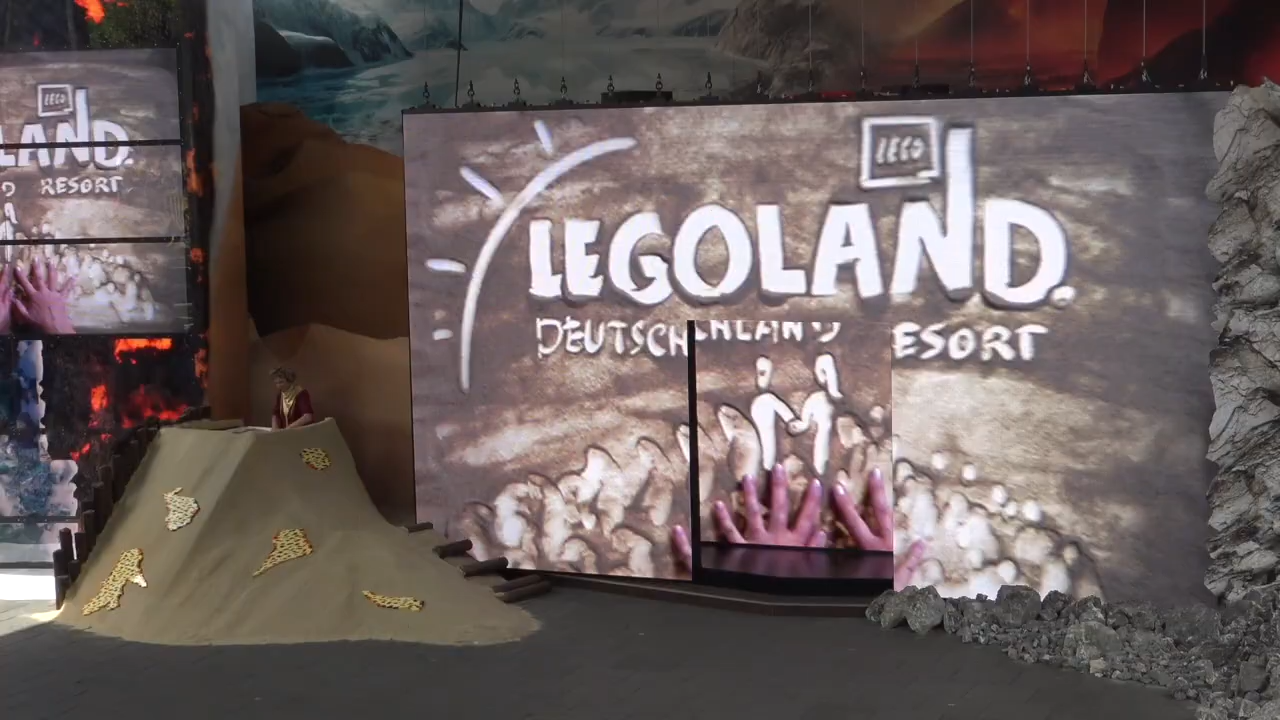 LEGO
LAND.
RESORT
LEGO
LEGOLAND.
DEUTSCHLAND RESORT